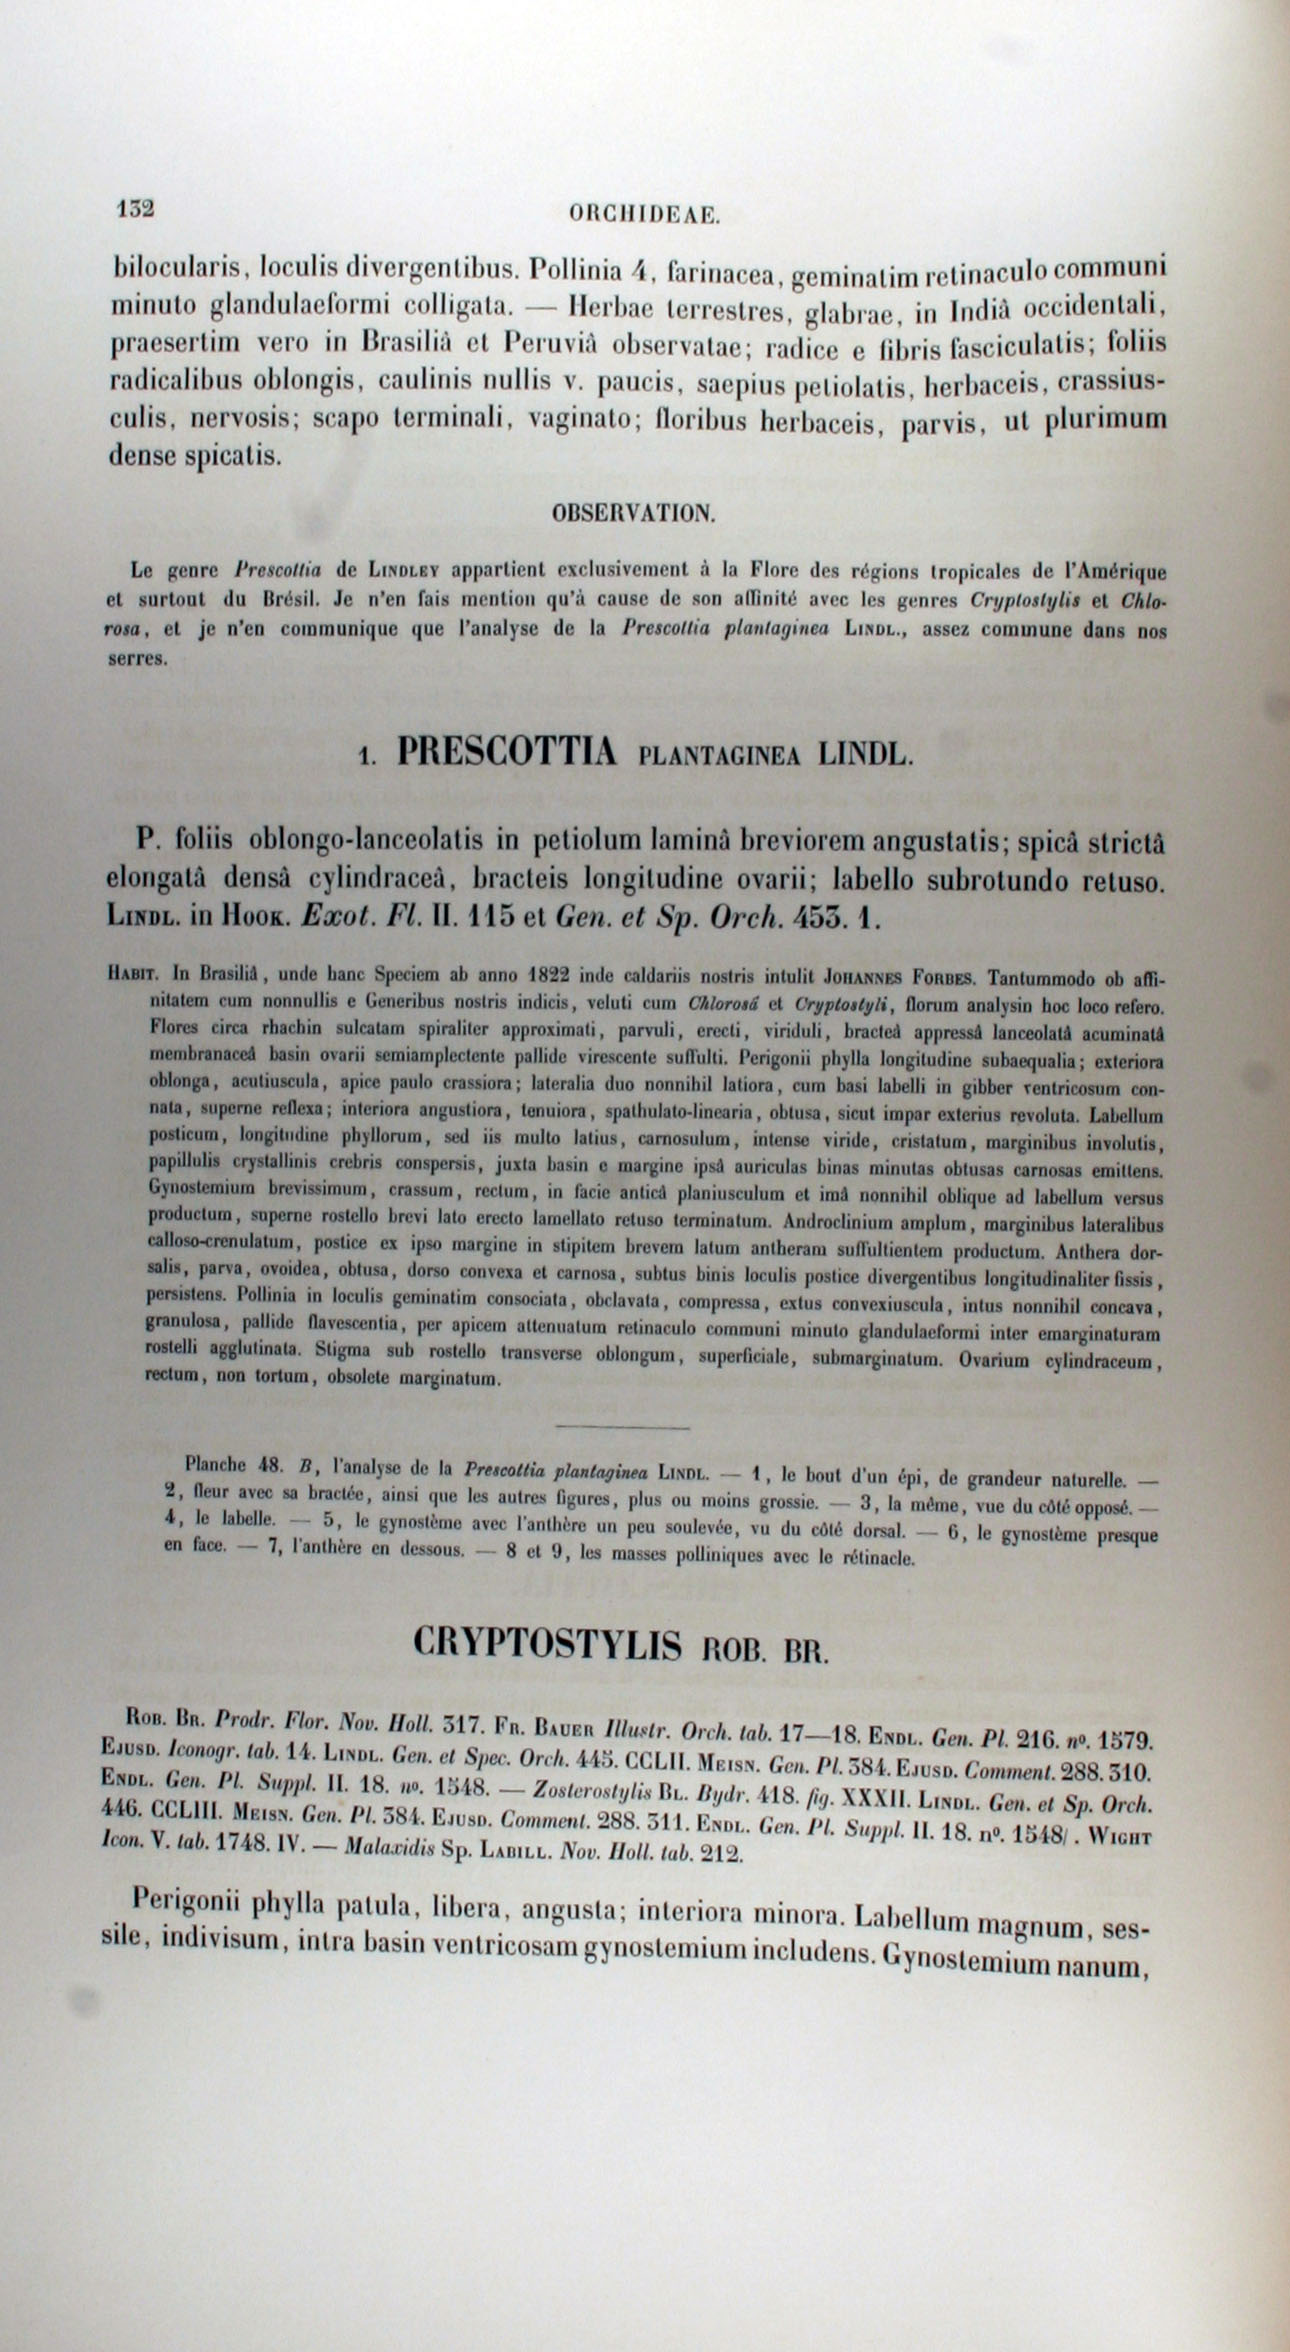 132
ORCHIDEAE.
bilocularis, loculis divergentibus. Pollinia 4, farinacea, geminatim retinaculo communi
minuto glandulaeformi colligata. — Herbae terrestres, glabrae, in Indiâ occidentali,
praesertim vero in Brasiliâ et Peruviâ observatae; radice e fibris fasciculatis; foliis
radicalibus oblongis, caulinis nullis v. paucis, saepius petiolatis, herbaceis, crassius-
culis, nervosis; scapo terminali, vaginato; floribus herbaceis, parvis, ut plurimum
dense spicatis.
OBSERVATION.
Le genre Prescottia de LINDLEY appartient exclusivement à la Flore des régions tropicales de l'Amérique
et surtout du Brésil. Je n'en fais mention qu'à cause de son affinité avec les genres Cryptostylis et Chlo-
rosa, et je n'en communique que l'analyse de la Prescottia plantaginea LINDL., assez commune dans nos
serres.
1. PRESCOTTIA PLANTAGINEA LINDL.
P. foliis oblongo-lanceolatis in petiolum laminâ breviorem angustatis; spicâ strictâ
elongatâ densâ cylindraceâ, bracteis longitudine ovarii; labello subrotundo retuso.
LINDL. in HOOK. Exot. Fl. II. 115 et Gen. et Sp. Orch. 453. 1.
HABIT. In Brasiliâ, unde hanc Speciem ab anno 1822 inde caldariis nostris intulit JOHANNES FORBES. Tantummodo ob affi-
nitatem cum nonnullis e Generibus nostris indicis, veluti cum Chlorosâ et Cryptostyli, florum analysin hoc loco refero.
Flores circa rhachin sulcatam spiraliter approximati, parvuli, erecti, viriduli, bracteâ appressâ lanceolatâ acuminatâ
membranaceâ basin ovarii semiamplectente pallide virescente suffulti. Perigonii phylla longitudine subaequalia; exteriora
oblonga, acutiuscula, apice paulo crassiora; lateralia duo nonnihil latiora, cum basi labelli in gibber ventricosum con-
nata, superne reflexa; interiora angustiora, tenuiora, spathulato-linearia, obtusa, sicut impar exterius revoluta. Labellum
posticum, longitudine phyllorum, sed iis multo latius, carnosulum, intense viride, cristatum, marginibus involutis,
papillulis crystallinis crebris conspersis, juxta basin e margine ipsâ auriculas binas minutas obtusas carnosas emittens.
Gynostemium brevissimum, crassum, rectum, in facie anticâ planiusculum et imâ nonnihil oblique ad labellum versus
productum, superne rostello brevi lato erecto lamellato retuso terminatum. Androclinium amplum, marginibus lateralibus
calloso-crenulatum, postice ex ipso margine in stipitem brevem latum antheram suffultientem productum. Anthera dor-
salis, parva, ovoidea, obtusa, dorso convexa et carnosa, subtus binis loculis postice divergentibus longitudinaliter fissis,
persistens. Pollinia in loculis geminatim consociata, obclavata, compressa, extus convexiuscula, intus nonnihil concava,
granulosa, pallide flavescentia, per apicem attenuatum retinaculo communi minuto glandulaeformi inter emarginaturam
rostelli agglutinata. Stigma sub rostello transverse oblongum, superficiale, submarginatum. Ovarium cylindraceum,
rectum, non tortum, obsolete marginatum.
Planche 48. B, l'analyse de la Prescottia plantaginea LINDL. — 1, le bout d'un épi, de grandeur naturelle. —
2, fleur avec sa bractée, ainsi que les autres figures, plus ou moins grossie. — 3, la même, vue du côté opposé. —
4, le labelle. — 5, le gynostème avec l'anthère un peu soulevée, vu du côté dorsal. — 6, le gynostème presque
en face. — 7, l'anthère en dessous. — 8 et 9, les masses polliniques avec le rétinacle.
CRYPTOSTYLIS ROB. BR.
ROB. BR. Prodr. Flor. Nov. Holl. 317. FR. BAUER Illustr. Orch. tab. 17—18. ENDL. Gen. Pl. 216. no. 1579.
EJUSD. Iconogr. tab. 14. LINDL. Gen. et Spec. Orch. 445. CCLII. MEISN. Gen. Pl. 384. EJUSD. Comment. 288. 310.
ENDL. Gen. Pl. Suppl. II. 18. no. 1548. — Zosterostylis BL. Bydr. 418. fig. XXXII. LINDL. Gen. et Sp. Orch.
446. CCLIII. MEISN. Gen. Pl. 384. EJUSD. Comment. 288. 311. ENDL. Gen. Pl. Suppl. II. 18. no. 1548/. WIGHT
Icon. V. tab. 1748. IV. — Malaxidis Sp. LABILL. Nov. Holl. tab. 212.
Perigonii phylla patula, libera, angusta; interiora minora. Labellum magnum, ses-
sile, indivisum, intra basin ventricosam gynostemium includens. Gynostemium nanum,